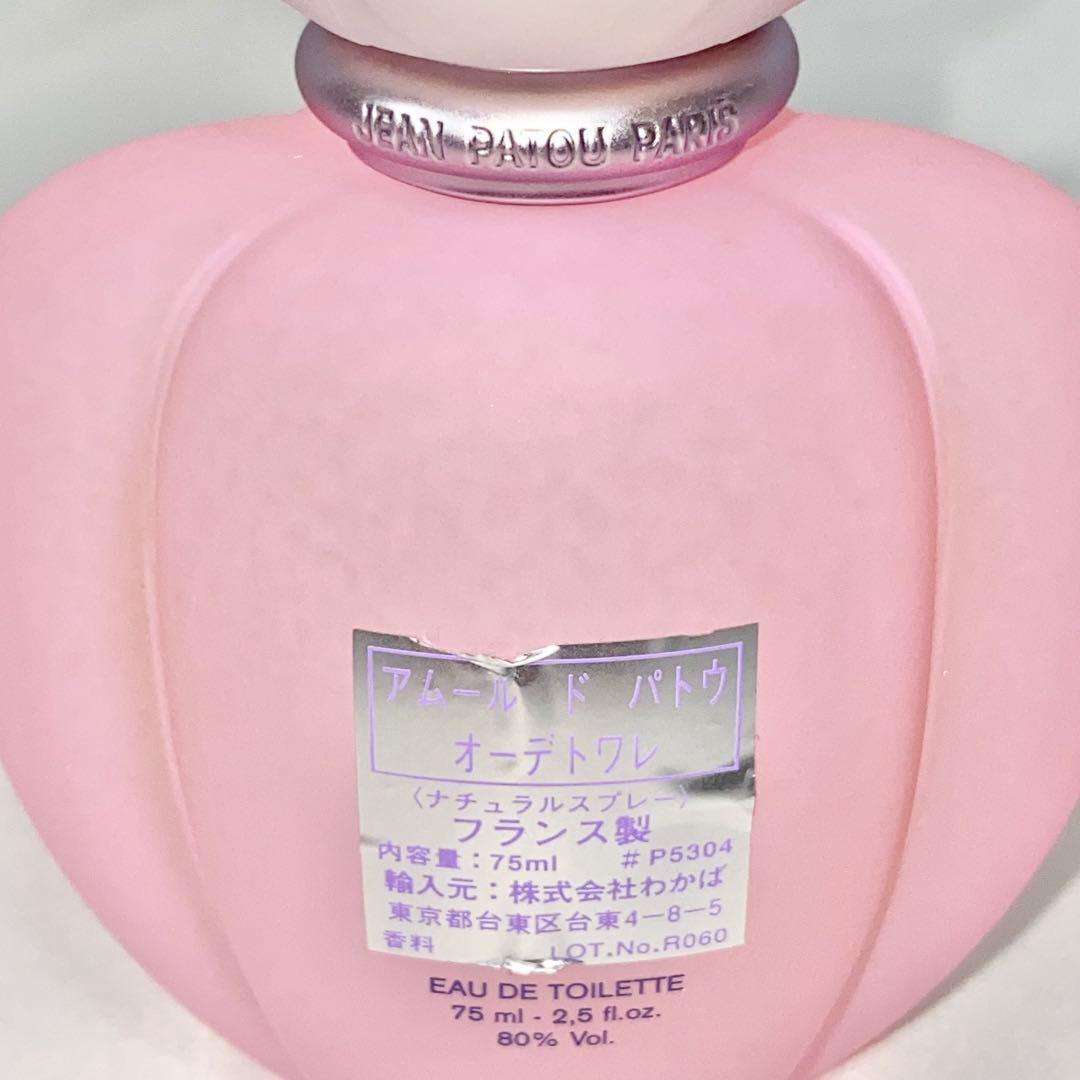 JEAN PATOU PARIS
アムール ド パトウ
オーデトワレ
〈ナチュラルスプレー〉
フランス製
内容量：75ml #P5304
輸入元：株式会社わかば
東京都台東区台東4-8-5
香料 LOT.No.R060
EAU DE TOILETTE
75 ml - 2,5 fl.oz.
80% Vol.